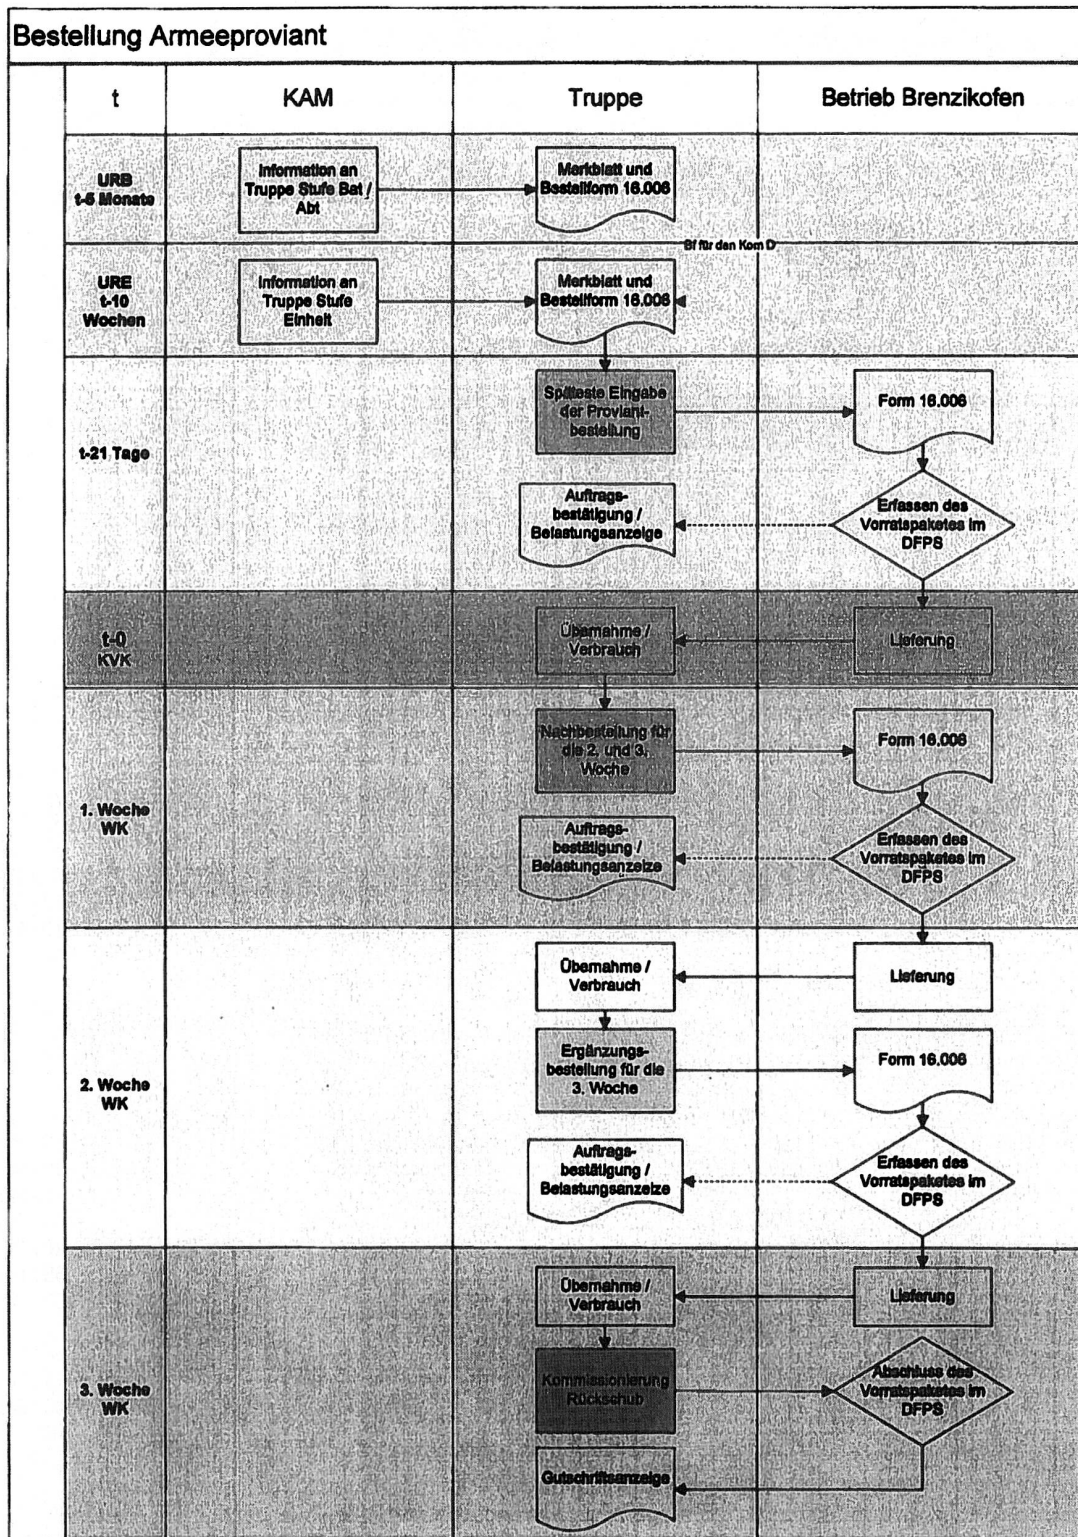 Bestellung Armeeproviant
t
KAM
Truppe
Betrieb Brenzikofen
URB
t-5 Monate
Information an
Truppe Stufe Bat /
Abt
Merkblatt und
Bestellform 16.006
Bf für den Kom D
URE
t-10
Wochen
Information an
Truppe Stufe
Einheit
Merkblatt und
Bestellform 16.006
t-21 Tage
Späteste Eingabe
der Proviant-
bestellung
Form 16.006
Auftrags-
bestätigung /
Belastungsanzeige
Erfassen des
Vorratspaketes im
DFPS
t-0
KVK
Übernahme /
Verbrauch
Lieferung
1. Woche
WK
Nachbestellung für
die 2. und 3.
Woche
Form 16.006
Auftrags-
bestätigung /
Belastungsanzeize
Erfassen des
Vorratspaketes im
DFPS
2. Woche
WK
Übernahme /
Verbrauch
Lieferung
Ergänzungs-
bestellung für die
3. Woche
Form 16.006
Auftrags-
bestätigung /
Belastungsanzeize
Erfassen des
Vorratspaketes im
DFPS
3. Woche
WK
Übernahme /
Verbrauch
Lieferung
Kommissionierung
Rückschub
Abschluss des
Vorratspaketes im
DFPS
Gutschriftsanzeige